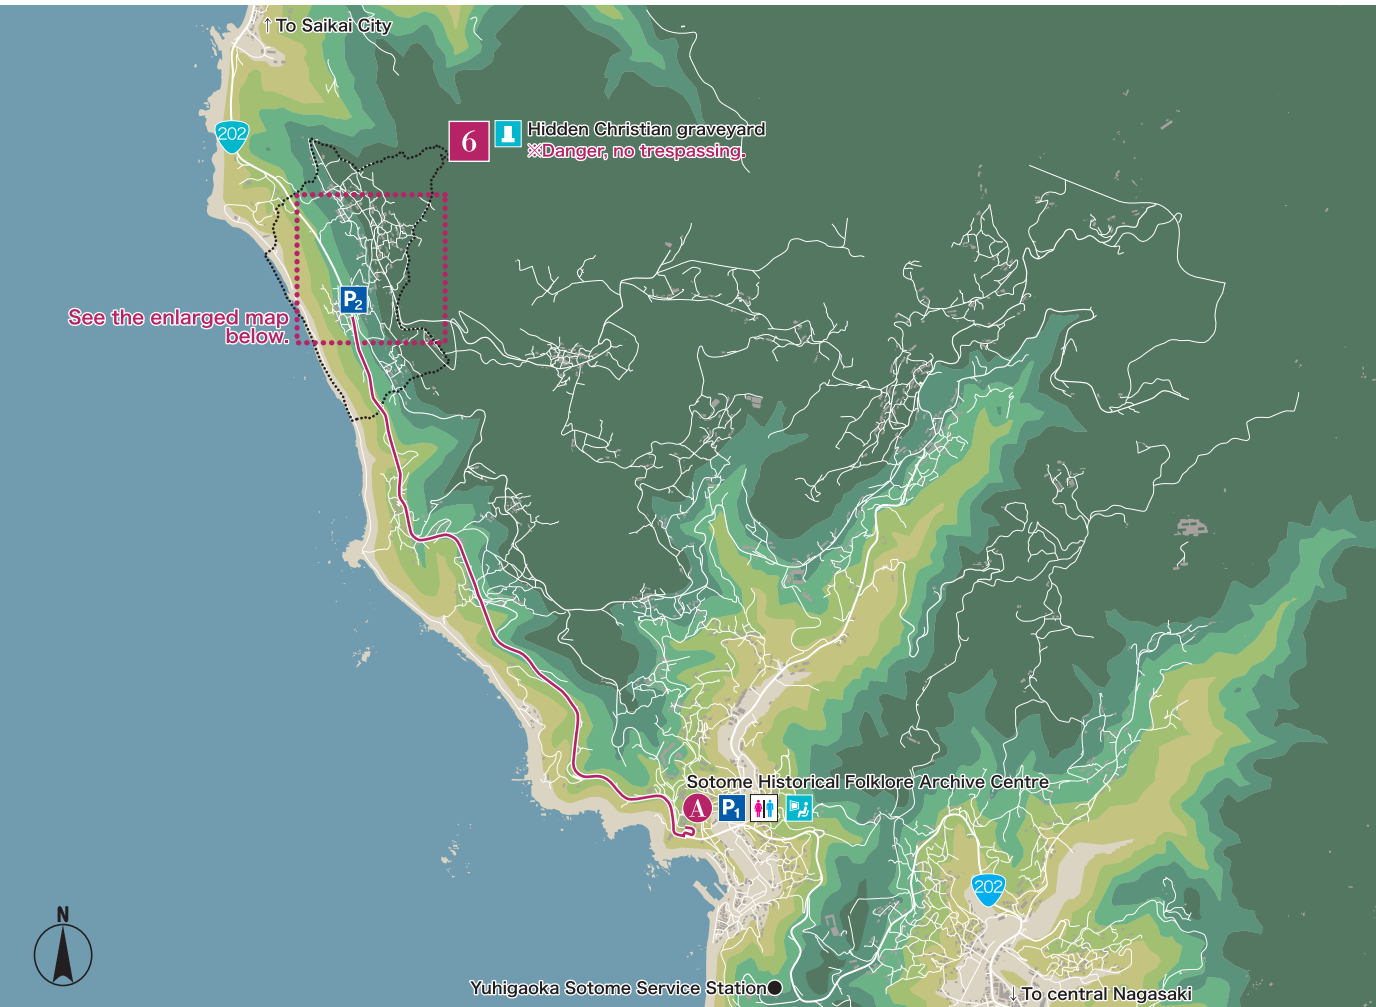 ↑To Saikai City
202
6
Hidden Christian graveyard
※Danger, no trespassing.
P2
See the enlarged map
below.
Sotome Historical Folklore Archive Centre
A
P1
202
N
Yuhigaoka Sotome Service Station
↓To central Nagasaki